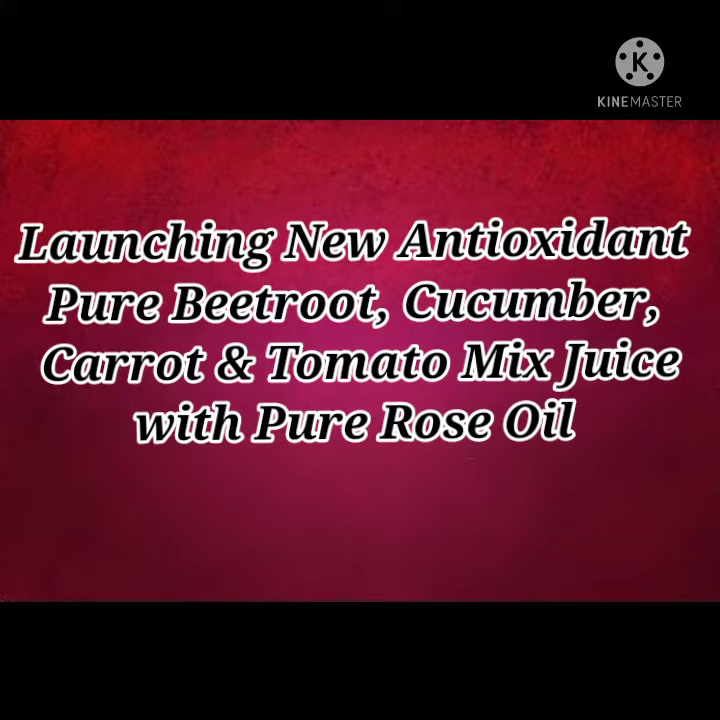 KINEMASTER
Launching New Antioxidant
Pure Beetroot, Cucumber,
Carrot & Tomato Mix Juice
with Pure Rose Oil